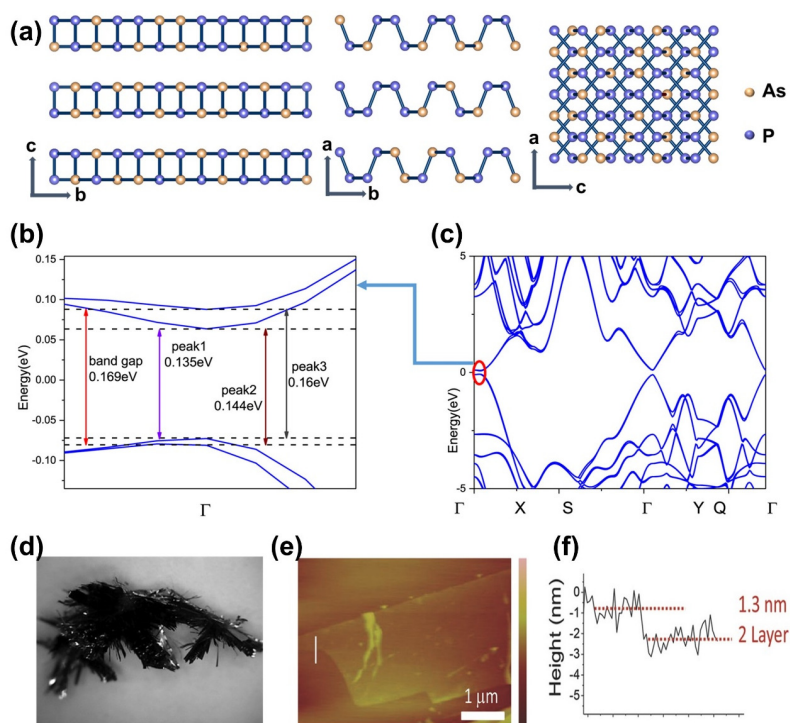 (a)
As
P
c
b
a
b
a
c
(b)
0.15
0.10
0.05
0.00
-0.05
-0.10
Energy(eV)
band gap
0.169eV
peak1
0.135eV
peak2
0.144eV
peak3
0.16eV
Γ
(c)
5
0
-5
Energy(eV)
Γ X S Γ Y Q Γ
(d)
(e)
1 μm
(f)
Height (nm)
0
-1
-2
-3
-4
-5
1.3 nm
2 Layer